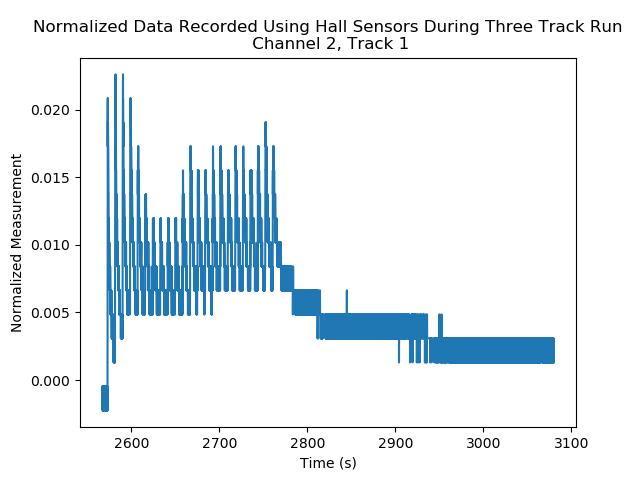 Normalized Data Recorded Using Hall Sensors During Three Track Run
Channel 2, Track 1
0.020
0.015
0.010
0.005
0.000
Normalized Measurement
2600 2700 2800 2900 3000 3100
Time (s)